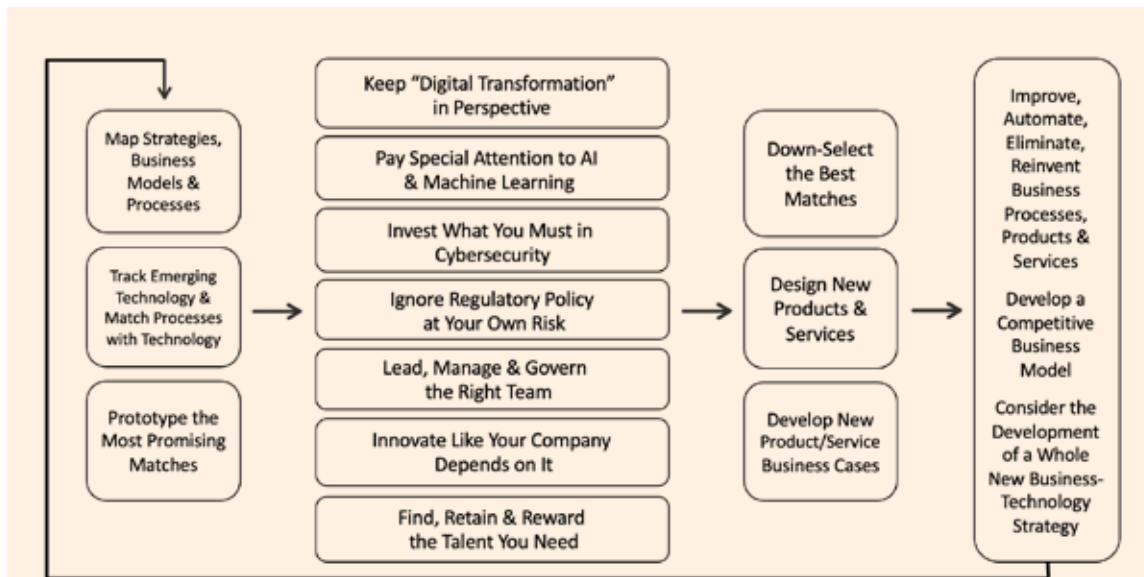 Map Strategies,
Business
Models &
Processes
Track Emerging
Technology &
Match Processes
with Technology
Prototype the
Most Promising
Matches
Keep “Digital Transformation”
in Perspective
Pay Special Attention to AI
& Machine Learning
Invest What You Must in
Cybersecurity
Ignore Regulatory Policy
at Your Own Risk
Lead, Manage & Govern
the Right Team
Innovate Like Your Company
Depends on It
Find, Retain & Reward
the Talent You Need
Down-Select
the Best
Matches
Design New
Products &
Services
Develop New
Product/Service
Business Cases
Improve,
Automate,
Eliminate,
Reinvent
Business
Processes,
Products &
Services
Develop a
Competitive
Business
Model
Consider the
Development
of a Whole
New Business-
Technology
Strategy